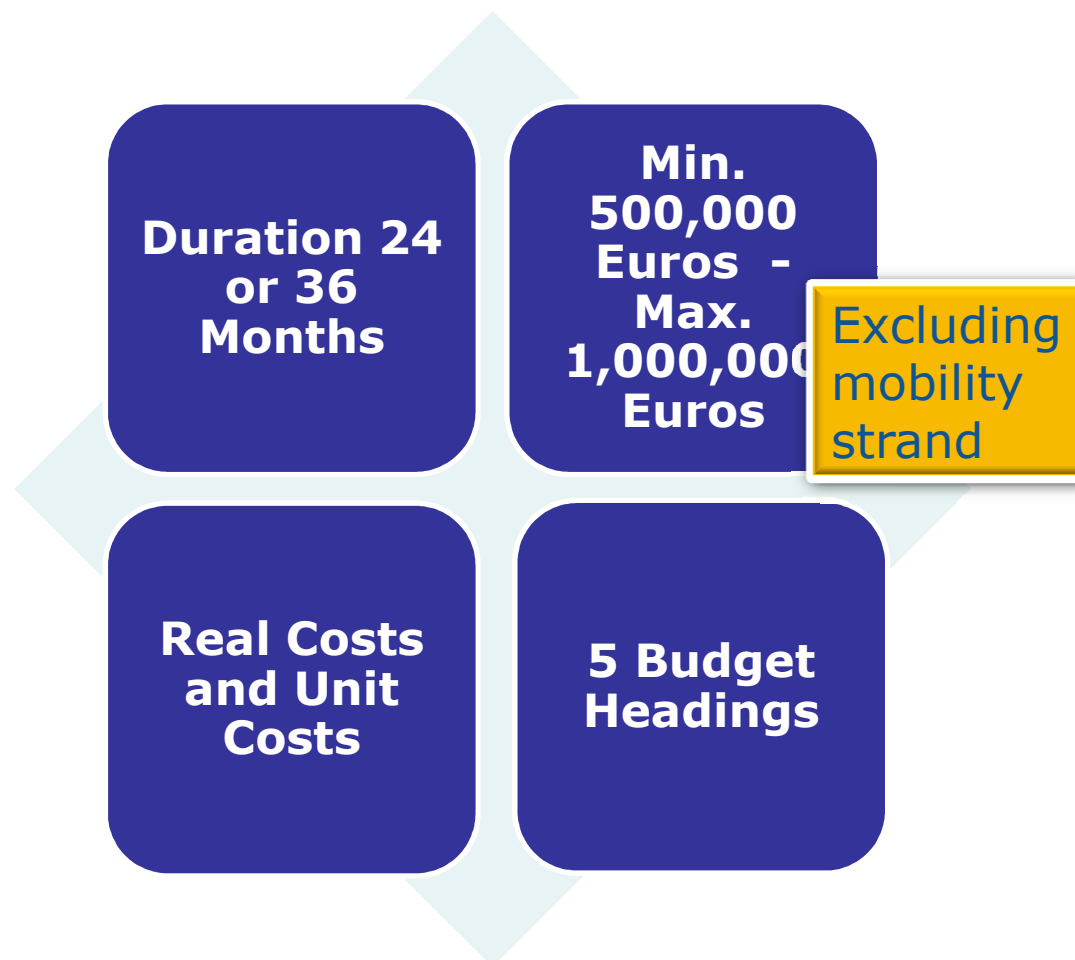 Duration 24
or 36
Months
Min.
500,000
Euros -
Max.
1,000,000
Euros
Excluding
mobility
strand
Real Costs
and Unit
Costs
5 Budget
Headings